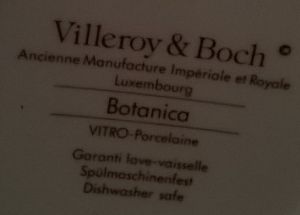 Villeroy & Boch ©
Ancienne Manufacture Impériale et Royale
Luxembourg
Botanica
VITRO-Porcelaine
Garanti lave-vaisselle
Spülmaschinenfest
Dishwasher safe